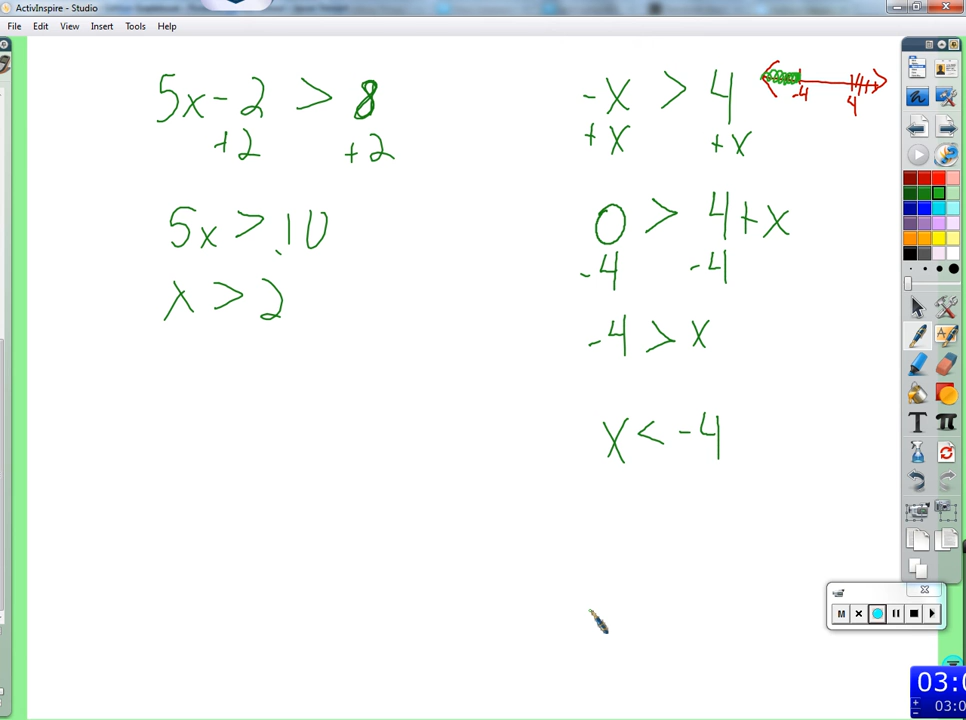 ActivInspire - Studio
File Edit View Insert Tools Help
5x - 2 > 8
+2 +2
5x > 10
x > 2
-x > 4
+x +x
0 > 4 + x
-4 -4
-4 > x
x < -4
-4 4
T π
M
03:0
03:0